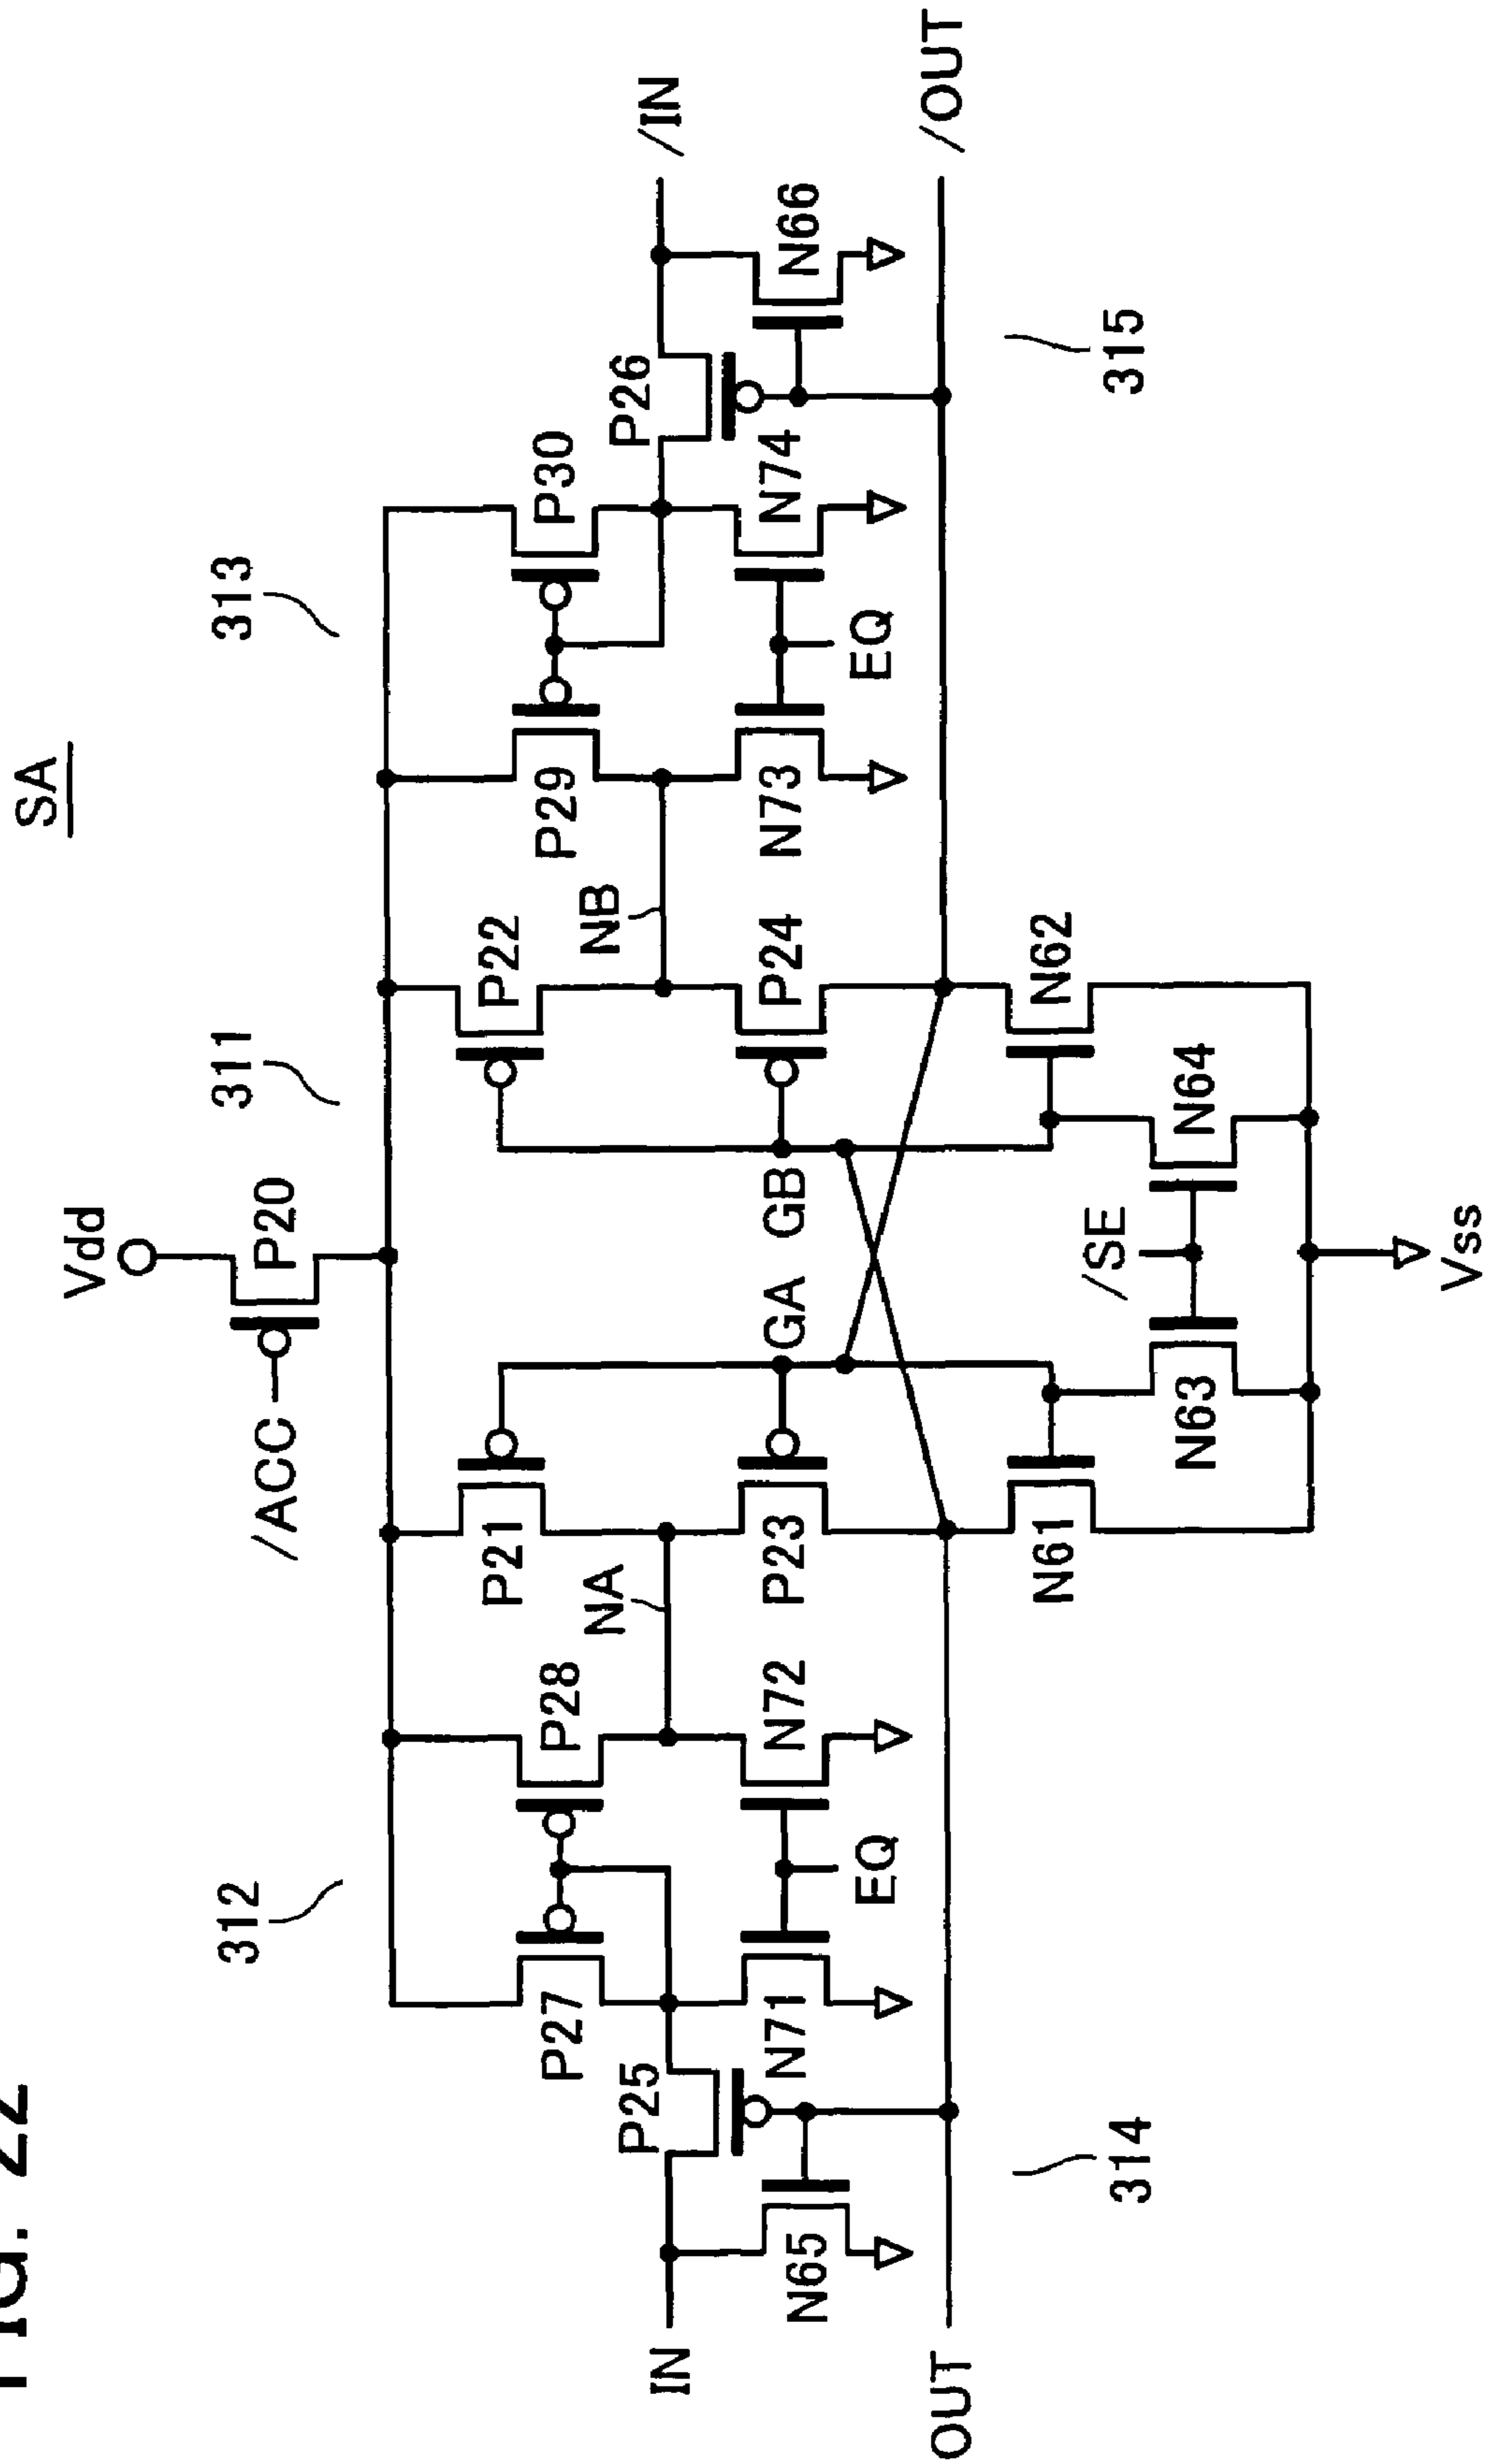 FIG. 22
SA
Vdd
/ACC
P20
312
311
313
P27
P28
P21
P22
P29
P30
NA
NB
IN
P25
P26
/IN
N65
N71
EQ
N72
P23
GA
GB
P24
N73
EQ
N74
N66
OUT
/OUT
314
315
N61
N63
/SE
N64
N62
Vss